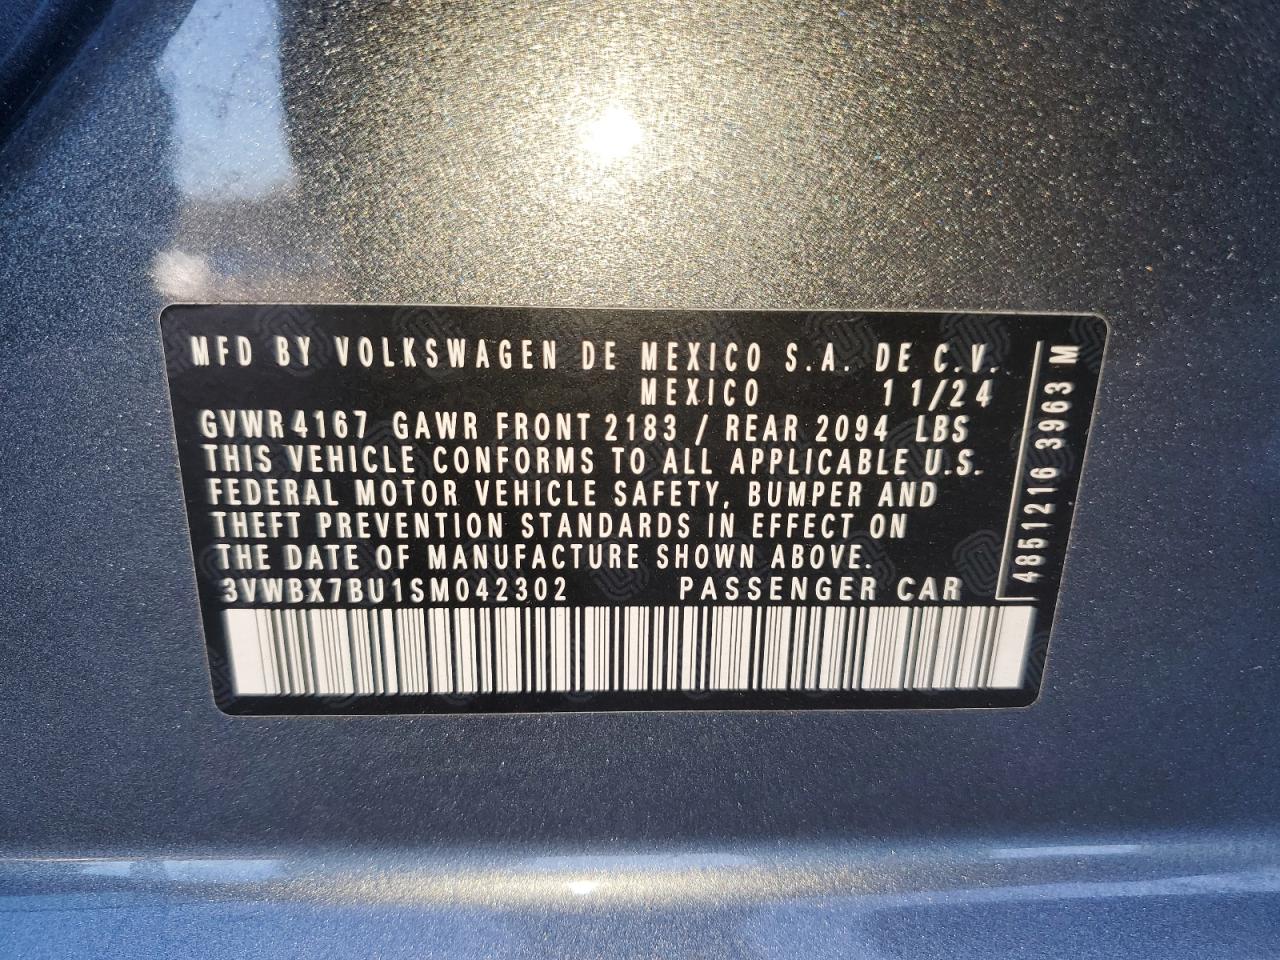 MFD BY VOLKSWAGEN DE MEXICO S.A. DE C.V.
MEXICO 11/24
GVWR 4167 GAWR FRONT 2183 / REAR 2094 LBS
THIS VEHICLE CONFORMS TO ALL APPLICABLE U.S.
FEDERAL MOTOR VEHICLE SAFETY, BUMPER AND
THEFT PREVENTION STANDARDS IN EFFECT ON
THE DATE OF MANUFACTURE SHOWN ABOVE.
3VWBX7BU1SM042302 PASSENGER CAR
4851216 3963 M